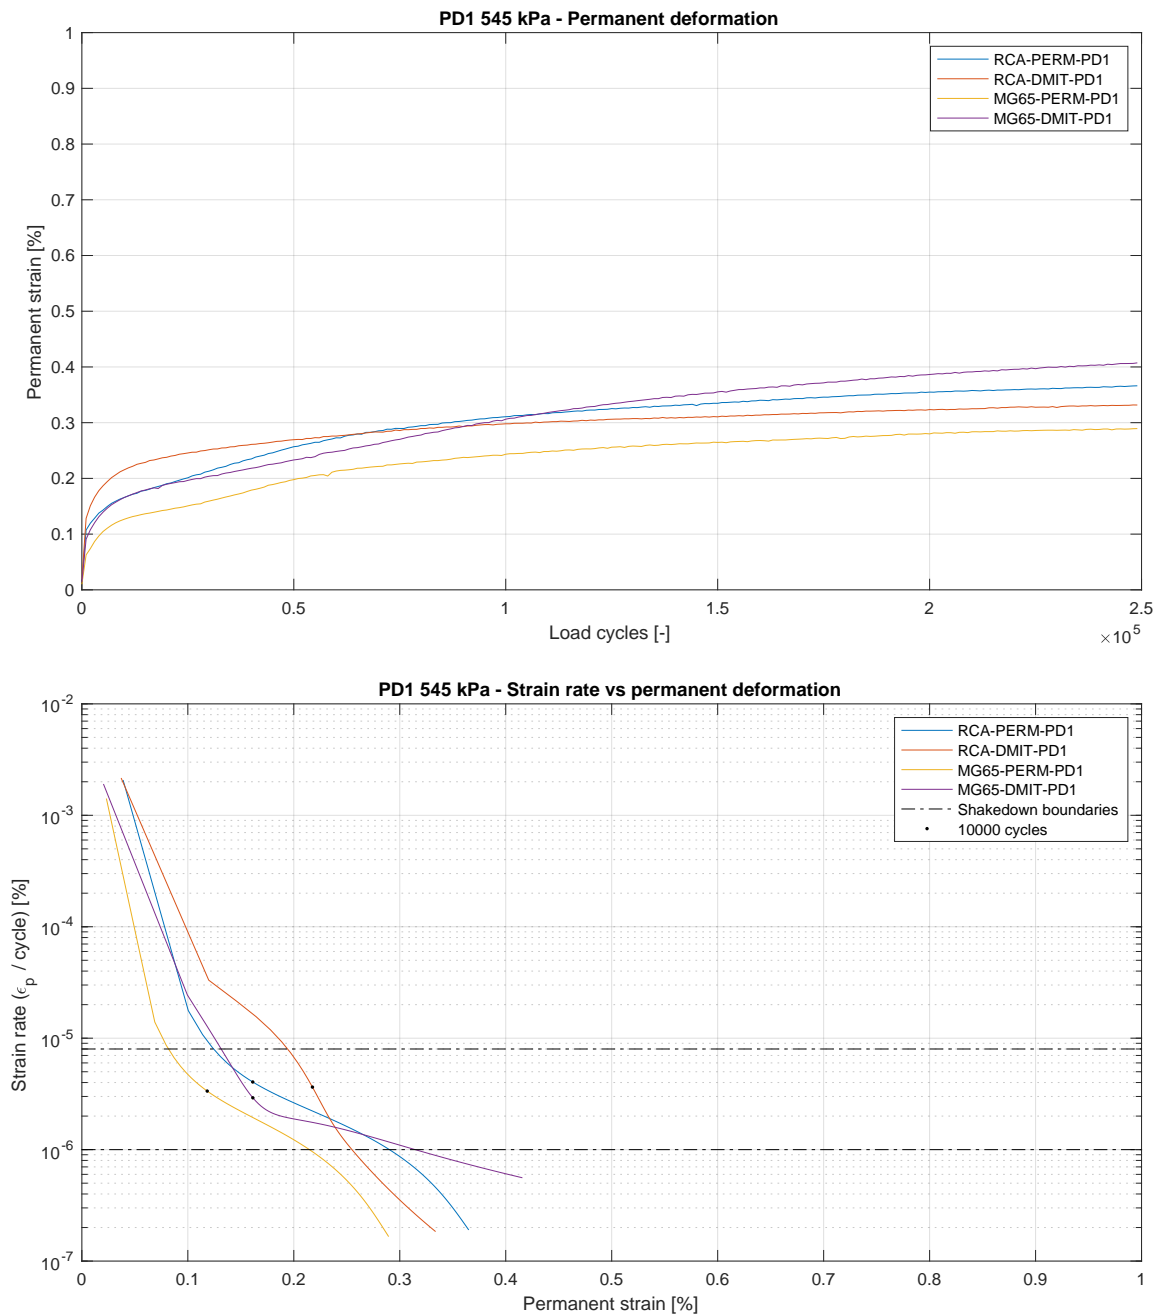 PD1 545 kPa - Permanent deformation
1
0.9
0.8
0.7
0.6
0.5
0.4
0.3
0.2
0.1
0
Permanent strain [%]
RCA-PERM-PD1
RCA-DMIT-PD1
MG65-PERM-PD1
MG65-DMIT-PD1
0 0.5 1 1.5 2 2.5
Load cycles [-]
×10^5
PD1 545 kPa - Strain rate vs permanent deformation
10^-2
10^-3
10^-4
10^-5
10^-6
10^-7
Strain rate (ϵ_p / cycle) [%]
RCA-PERM-PD1
RCA-DMIT-PD1
MG65-PERM-PD1
MG65-DMIT-PD1
Shakedown boundaries
10000 cycles
0 0.1 0.2 0.3 0.4 0.5 0.6 0.7 0.8 0.9 1
Permanent strain [%]